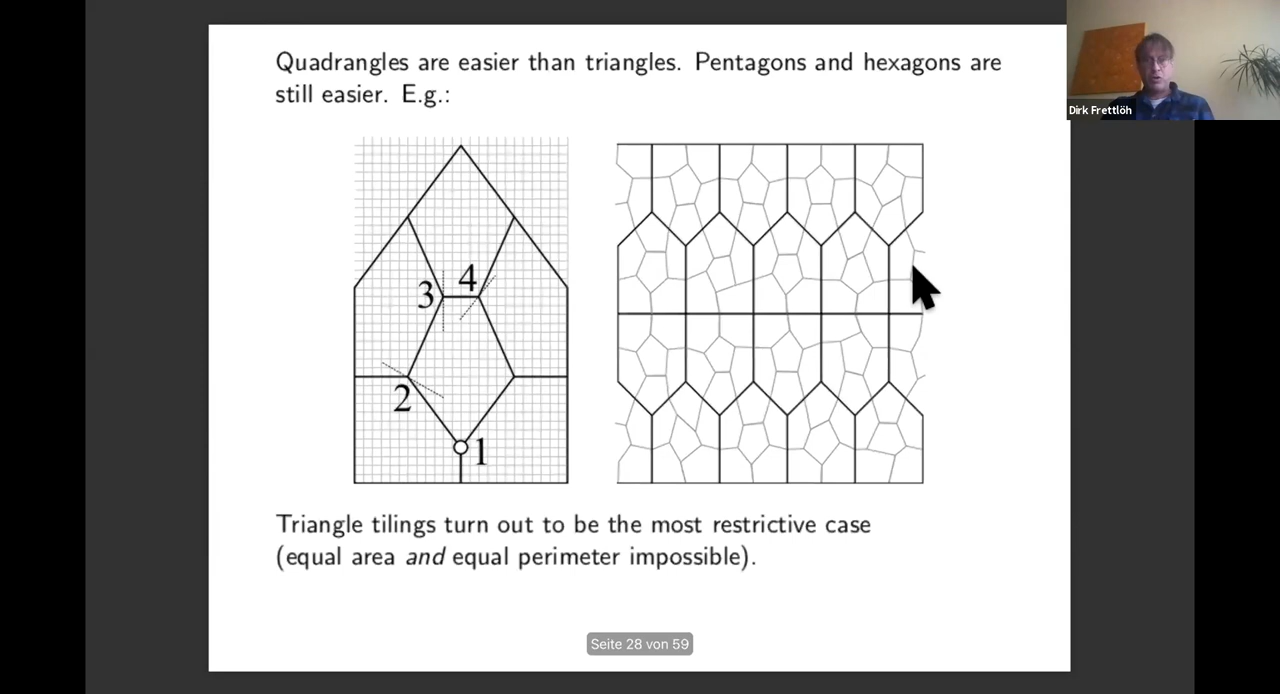 Quadrangles are easier than triangles. Pentagons and hexagons are
still easier. E.g.:
Dirk Frettlöh
3
4
2
1
Triangle tilings turn out to be the most restrictive case
(equal area and equal perimeter impossible).
Seite 28 von 59